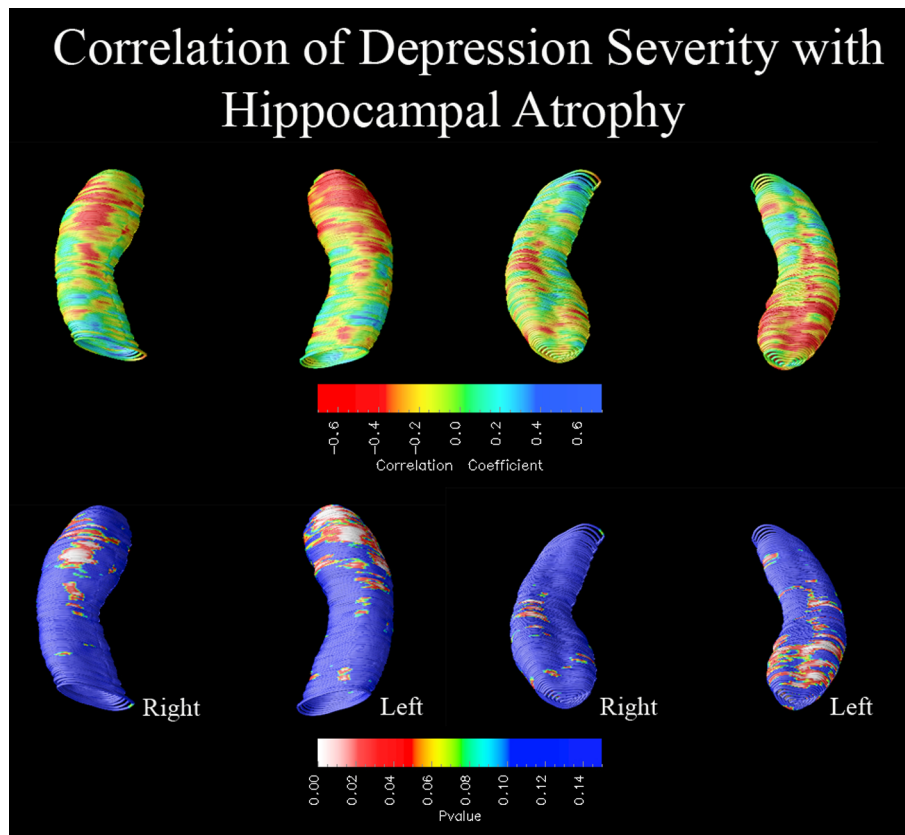 Correlation of Depression Severity with
Hippocampal Atrophy
−0.6 −0.4 −0.2 0.0 0.2 0.4 0.6
Correlation Coefficient
Right Left Right Left
0.00 0.02 0.04 0.06 0.08 0.10 0.12 0.14
Pvalue